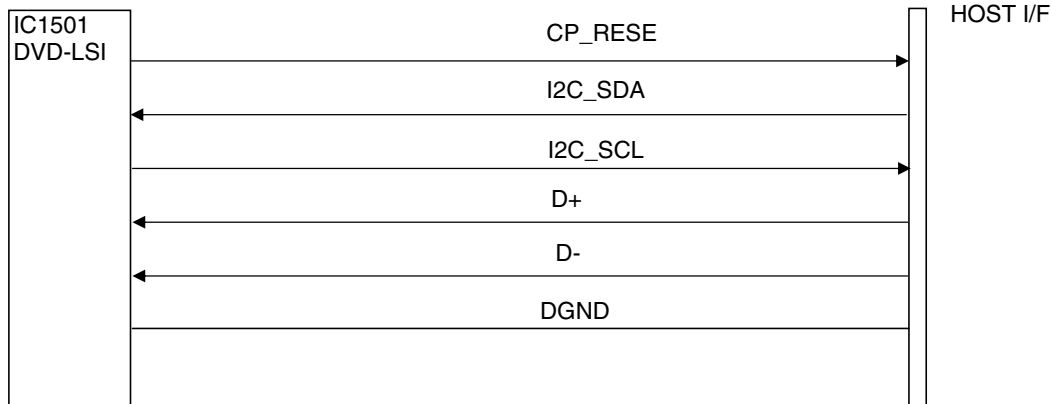 IC1501
DVD-LSI
HOST I/F
CP_RESE
I2C_SDA
I2C_SCL
D+
D-
DGND